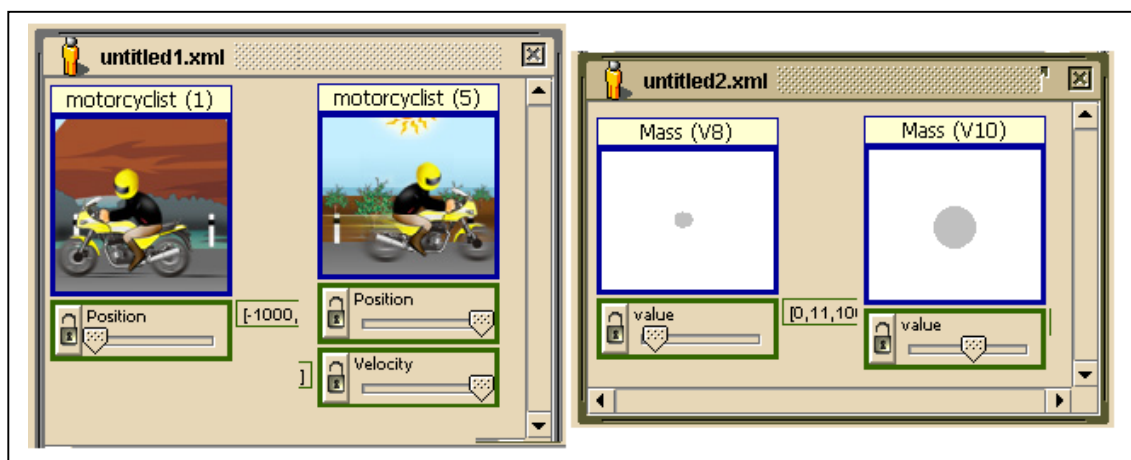 untitled1.xml
motorcyclist (1)
motorcyclist (5)
Position
[-1000,
Position
]
Velocity
untitled2.xml
Mass (V8)
Mass (V10)
value
[0,11,10
value